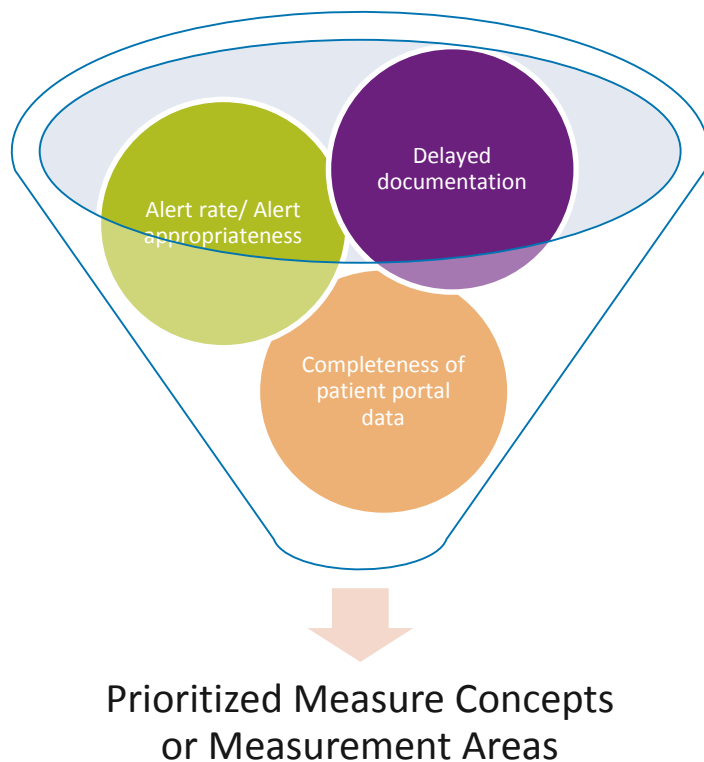 Delayed
documentation
Alert rate/ Alert
appropriateness
Completeness of
patient portal
data
Prioritized Measure Concepts
or Measurement Areas